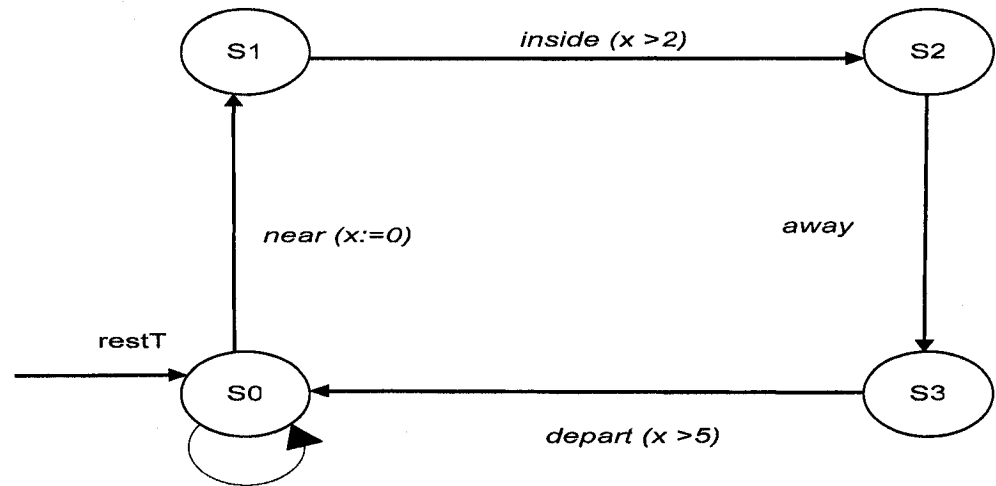 S1
inside (x >2)
S2
near (x:=0)
away
restT
S0
depart (x >5)
S3